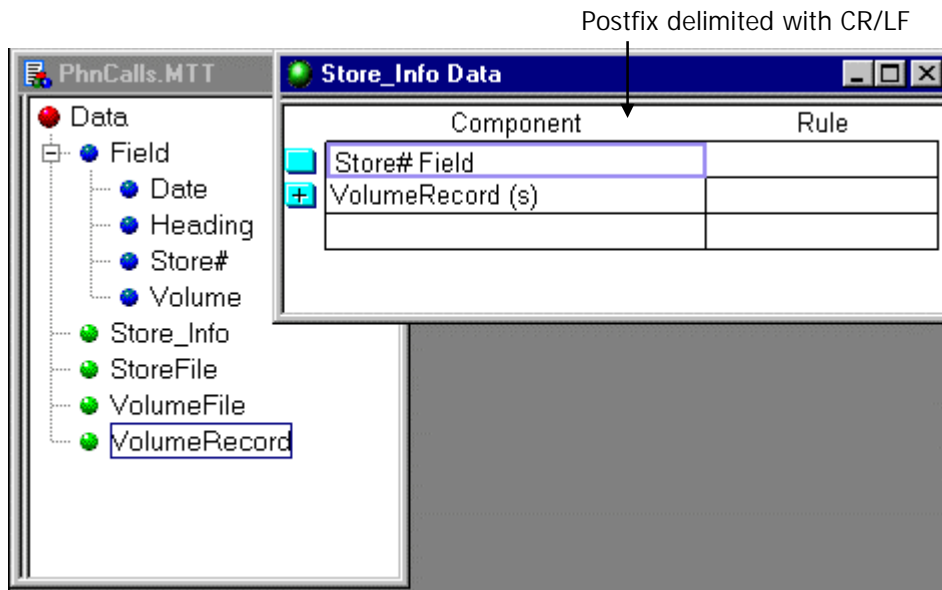 Postfix delimited with CR/LF
PhnCalls.MTT
Data
Field
Date
Heading
Store#
Volume
Store_Info
StoreFile
VolumeFile
VolumeRecord
Store_Info Data
Component Rule
Store# Field
VolumeRecord (s)